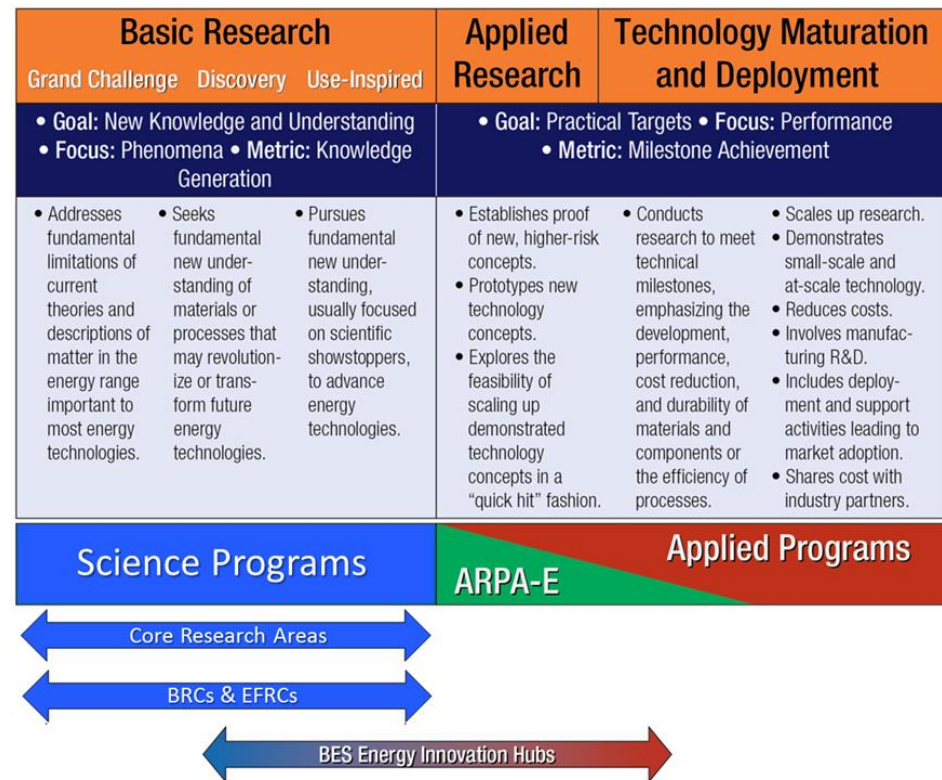 Basic Research
Grand Challenge Discovery Use-Inspired
Applied
Research
Technology Maturation
and Deployment
• Goal: New Knowledge and Understanding
• Focus: Phenomena • Metric: Knowledge
Generation
• Goal: Practical Targets • Focus: Performance
• Metric: Milestone Achievement
• Addresses
fundamental
limitations of
current
theories and
descriptions of
matter in the
energy range
important to
most energy
technologies.
• Seeks
fundamental
new under-
standing of
materials or
processes that
may revolution-
ize or trans-
form future
energy
technologies.
• Pursues
fundamental
new under-
standing,
usually focused
on scientific
showstoppers,
to advance
energy
technologies.
• Establishes proof
of new, higher-risk
concepts.
• Prototypes new
technology
concepts.
• Explores the
feasibility of
scaling up
demonstrated
technology
concepts in a
“quick hit” fashion.
• Conducts
research to meet
technical
milestones,
emphasizing the
development,
performance,
cost reduction,
and durability of
materials and
components or
the efficiency of
processes.
• Scales up research.
• Demonstrates
small-scale and
at-scale technology.
• Reduces costs.
• Involves manufac-
turing R&D.
• Includes deploy-
ment and support
activities leading to
market adoption.
• Shares cost with
industry partners.
Science Programs
ARPA-E
Applied Programs
Core Research Areas
BRCs & EFRCs
BES Energy Innovation Hubs